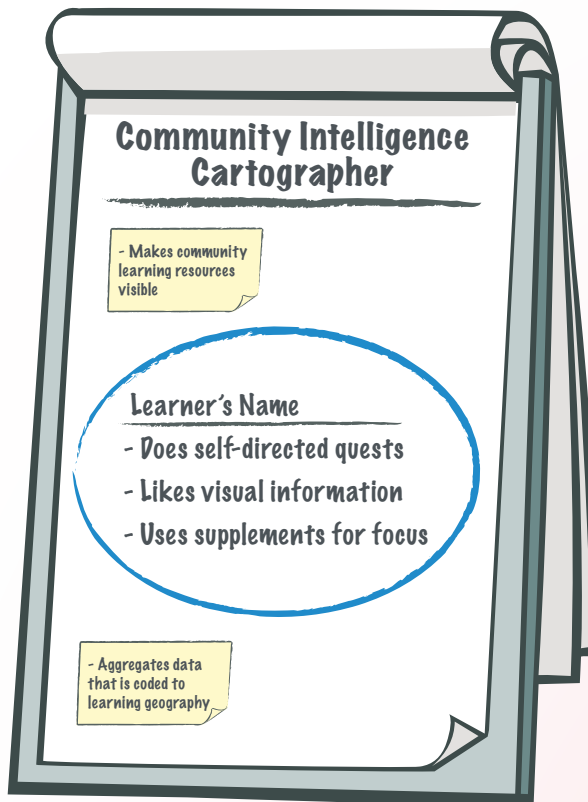 Community Intelligence
Cartographer
- Makes community
learning resources
visible
Learner's Name
- Does self-directed quests
- Likes visual information
- Uses supplements for focus
- Aggregates data
that is coded to
learning geography